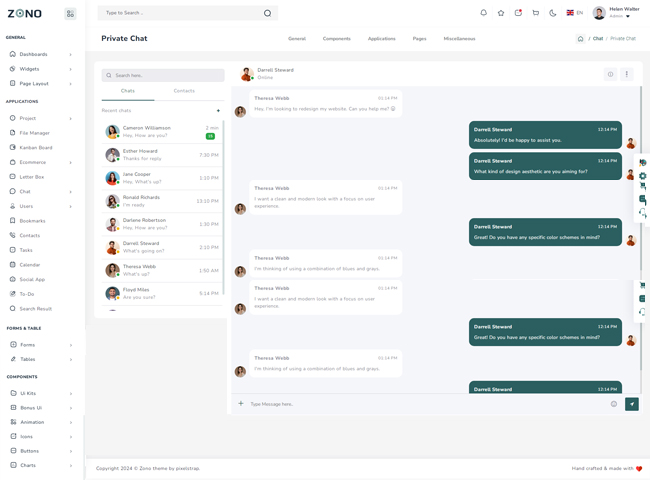 ZONO
Type to Search ..
EN
Helen Walter
Admin
GENERAL
Dashboards
Widgets
Page Layout
APPLICATIONS
Project
File Manager
Kanban Board
Ecommerce
Letter Box
Chat
Users
Bookmarks
Contacts
Tasks
Calendar
Social App
To-Do
Search Result
FORMS & TABLE
Forms
Tables
COMPONENTS
Ui Kits
Bonus Ui
Animation
Icons
Buttons
Charts
Private Chat
General
Components
Applications
Pages
Miscellaneous
/ Chat / Private Chat
Search here..
Chats
Contacts
Recent chats
+
Cameron Williamson
2 min
Hey, How are you?
Esther Howard
Thanks for reply.
7:30 PM
Jane Cooper
Hey, What's up?
1:10 PM
Ronald Richards
I'm ready
11:10 PM
Darlene Robertson
Hey, How are you?
1:30 PM
Darrell Steward
What's going on?
2:10 PM
Theresa Webb
What's up?
1:50 AM
Floyd Miles
Are you sure?
5:14 PM
Darrell Steward
Online
Theresa Webb
01:14 PM
Hey, I'm looking to redesign my website. Can you help me?
Darrell Steward
12:14 PM
Absolutely! I'd be happy to assist you.
Darrell Steward
12:14 PM
What kind of design aesthetic are you aiming for?
Theresa Webb
I want a clean and modern look with a focus on user
experience.
Darrell Steward
12:14 PM
Great! Do you have any specific color schemes in mind?
Theresa Webb
01:14 PM
I'm thinking of using a combination of blues and grays.
Theresa Webb
01:14 PM
I want a clean and modern look with a focus on user
experience.
Darrell Steward
12:14 PM
Great! Do you have any specific color schemes in mind?
Theresa Webb
01:14 PM
I'm thinking of using a combination of blues and grays.
Darrell Steward
12:14 PM
+
Type Message here..
Copyright 2024 © Zono theme by pixelstrap.
Hand crafted & made with